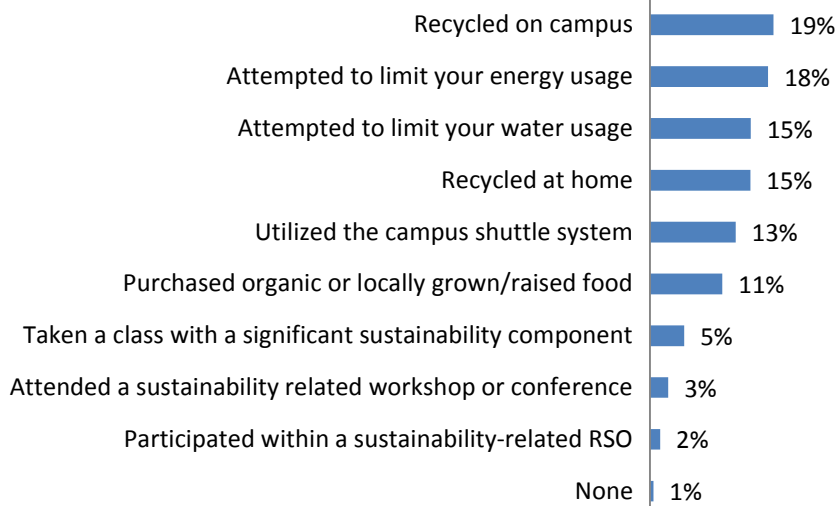 Recycled on campus 19%
Attempted to limit your energy usage 18%
Attempted to limit your water usage 15%
Recycled at home 15%
Utilized the campus shuttle system 13%
Purchased organic or locally grown/raised food 11%
Taken a class with a significant sustainability component 5%
Attended a sustainability related workshop or conference 3%
Participated within a sustainability-related RSO 2%
None 1%